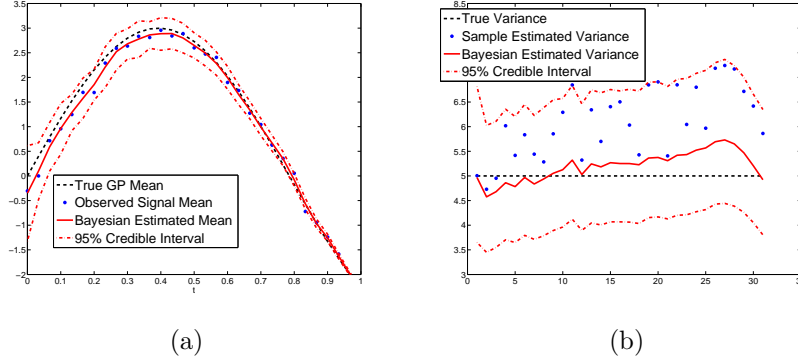 3.5
3
2.5
2
1.5
1
0.5
0
-0.5
-1
-1.5
-2
0 0.1 0.2 0.3 0.4 0.5 0.6 0.7 0.8 0.9 1
t
True GP Mean
Observed Signal Mean
Bayesian Estimated Mean
95% Credible Interval
(a)
8.5
True Variance
Sample Estimated Variance
Bayesian Estimated Variance
95% Credible Interval
6
5.5
5
4.5
4
3.5
3
0 5 10 15 20 25 30 35
(b)